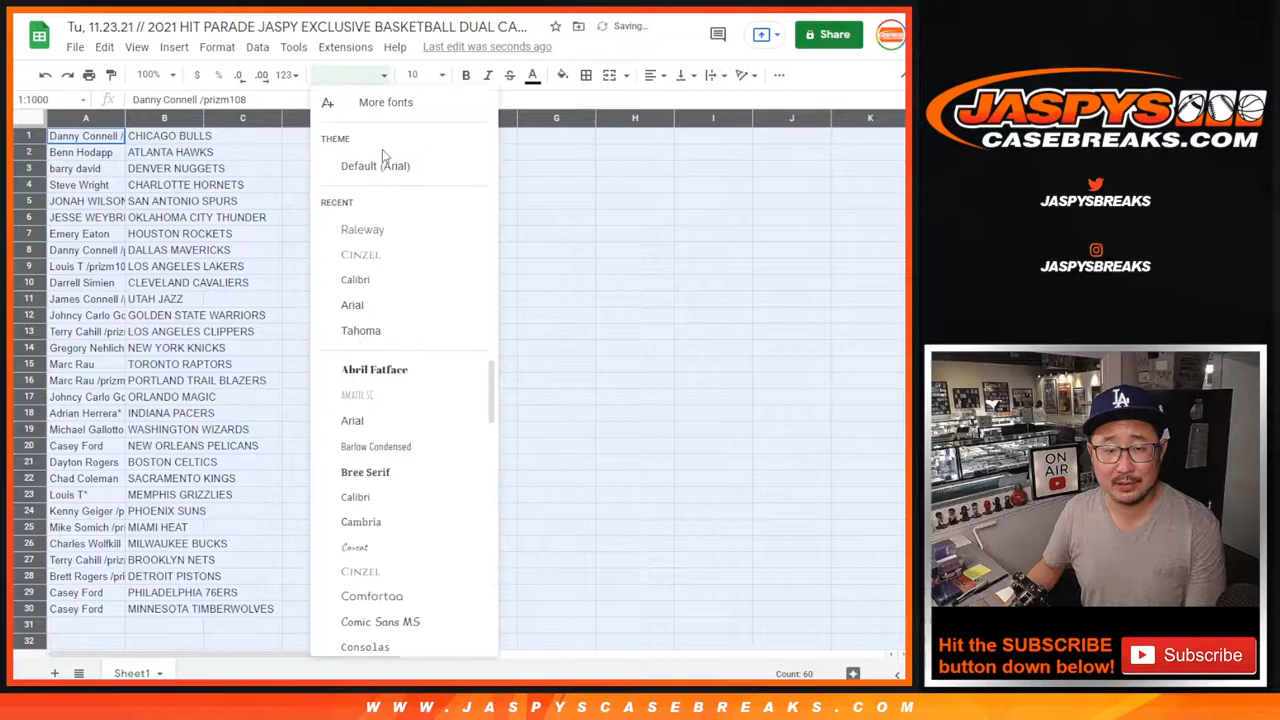 Tu, 11.23.21 // 2021 HIT PARADE JASPY EXCLUSIVE BASKETBALL DUAL CA...
Saving...
Share
File Edit View Insert Format Data Tools Extensions Help Last edit was seconds ago
100% $ % .0 .00 123 10 B I S A
1:1000 fx Danny Connell /prizm108
A B C G H I J K
1 Danny Connell / CHICAGO BULLS
2 Benn Hodapp ATLANTA HAWKS
3 barry david DENVER NUGGETS
4 Steve Wright CHARLOTTE HORNETS
5 JONAH WILSON SAN ANTONIO SPURS
6 JESSE WEYBRI OKLAHOMA CITY THUNDER
7 Emery Eaton HOUSTON ROCKETS
8 Danny Connell / DALLAS MAVERICKS
9 Louis T /prizm10 LOS ANGELES LAKERS
10 Darrell Simien CLEVELAND CAVALIERS
11 James Connell / UTAH JAZZ
12 Johncy Carlo Go GOLDEN STATE WARRIORS
13 Terry Cahill /priz LOS ANGELES CLIPPERS
14 Gregory Nehlich NEW YORK KNICKS
15 Marc Rau TORONTO RAPTORS
16 Marc Rau /prizm PORTLAND TRAIL BLAZERS
17 Johncy Carlo Go ORLANDO MAGIC
18 Adrian Herrera* INDIANA PACERS
19 Michael Gallotto WASHINGTON WIZARDS
20 Casey Ford NEW ORLEANS PELICANS
21 Dayton Rogers BOSTON CELTICS
22 Chad Coleman SACRAMENTO KINGS
23 Louis T* MEMPHIS GRIZZLIES
24 Kenny Geiger /p PHOENIX SUNS
25 Mike Somich /pri MIAMI HEAT
26 Charles Wolfkill MILWAUKEE BUCKS
27 Terry Cahill /priz BROOKLYN NETS
28 Brett Rogers /pri DETROIT PISTONS
29 Casey Ford PHILADELPHIA 76ERS
30 Casey Ford MINNESOTA TIMBERWOLVES
31
32
More fonts
THEME
Default (Arial)
RECENT
Raleway
CINZEL
Calibri
Arial
Tahoma
Abril Fatface
AMATIC SC
Arial
Barlow Condensed
Bree Serif
Calibri
Cambria
Caveat
CINZEL
Comfortaa
Comic Sans MS
Consolas
Sheet1
Count: 60
JASPYS
CASEBREAKS.COM
JASPYSBREAKS
JASPYSBREAKS
LA
ON
AIR
Hit the SUBSCRIBE
button down below!
Subscribe
WWW.JASPYSCASEBREAKS.COM